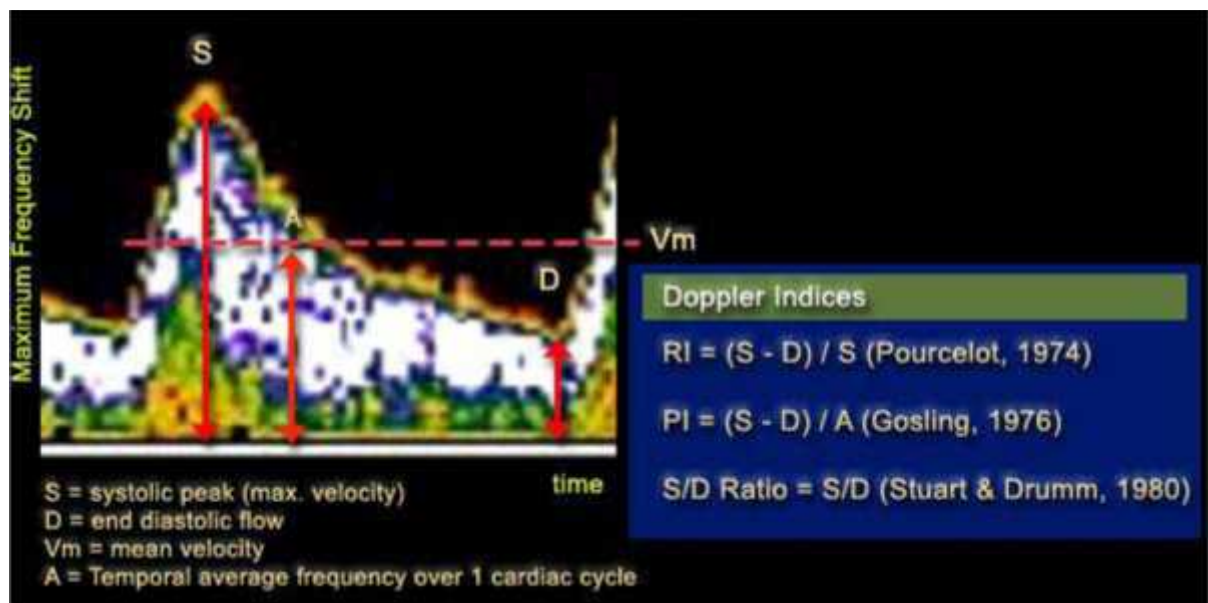 Maximum Frequency Shift
S
A
Vm
D
Doppler Indices
RI = (S - D) / S (Pourcelot, 1974)
PI = (S - D) / A (Gosling, 1976)
S/D Ratio = S/D (Stuart & Drumm, 1980)
time
S = systolic peak (max. velocity)
D = end diastolic flow
Vm = mean velocity
A = Temporal average frequency over 1 cardiac cycle